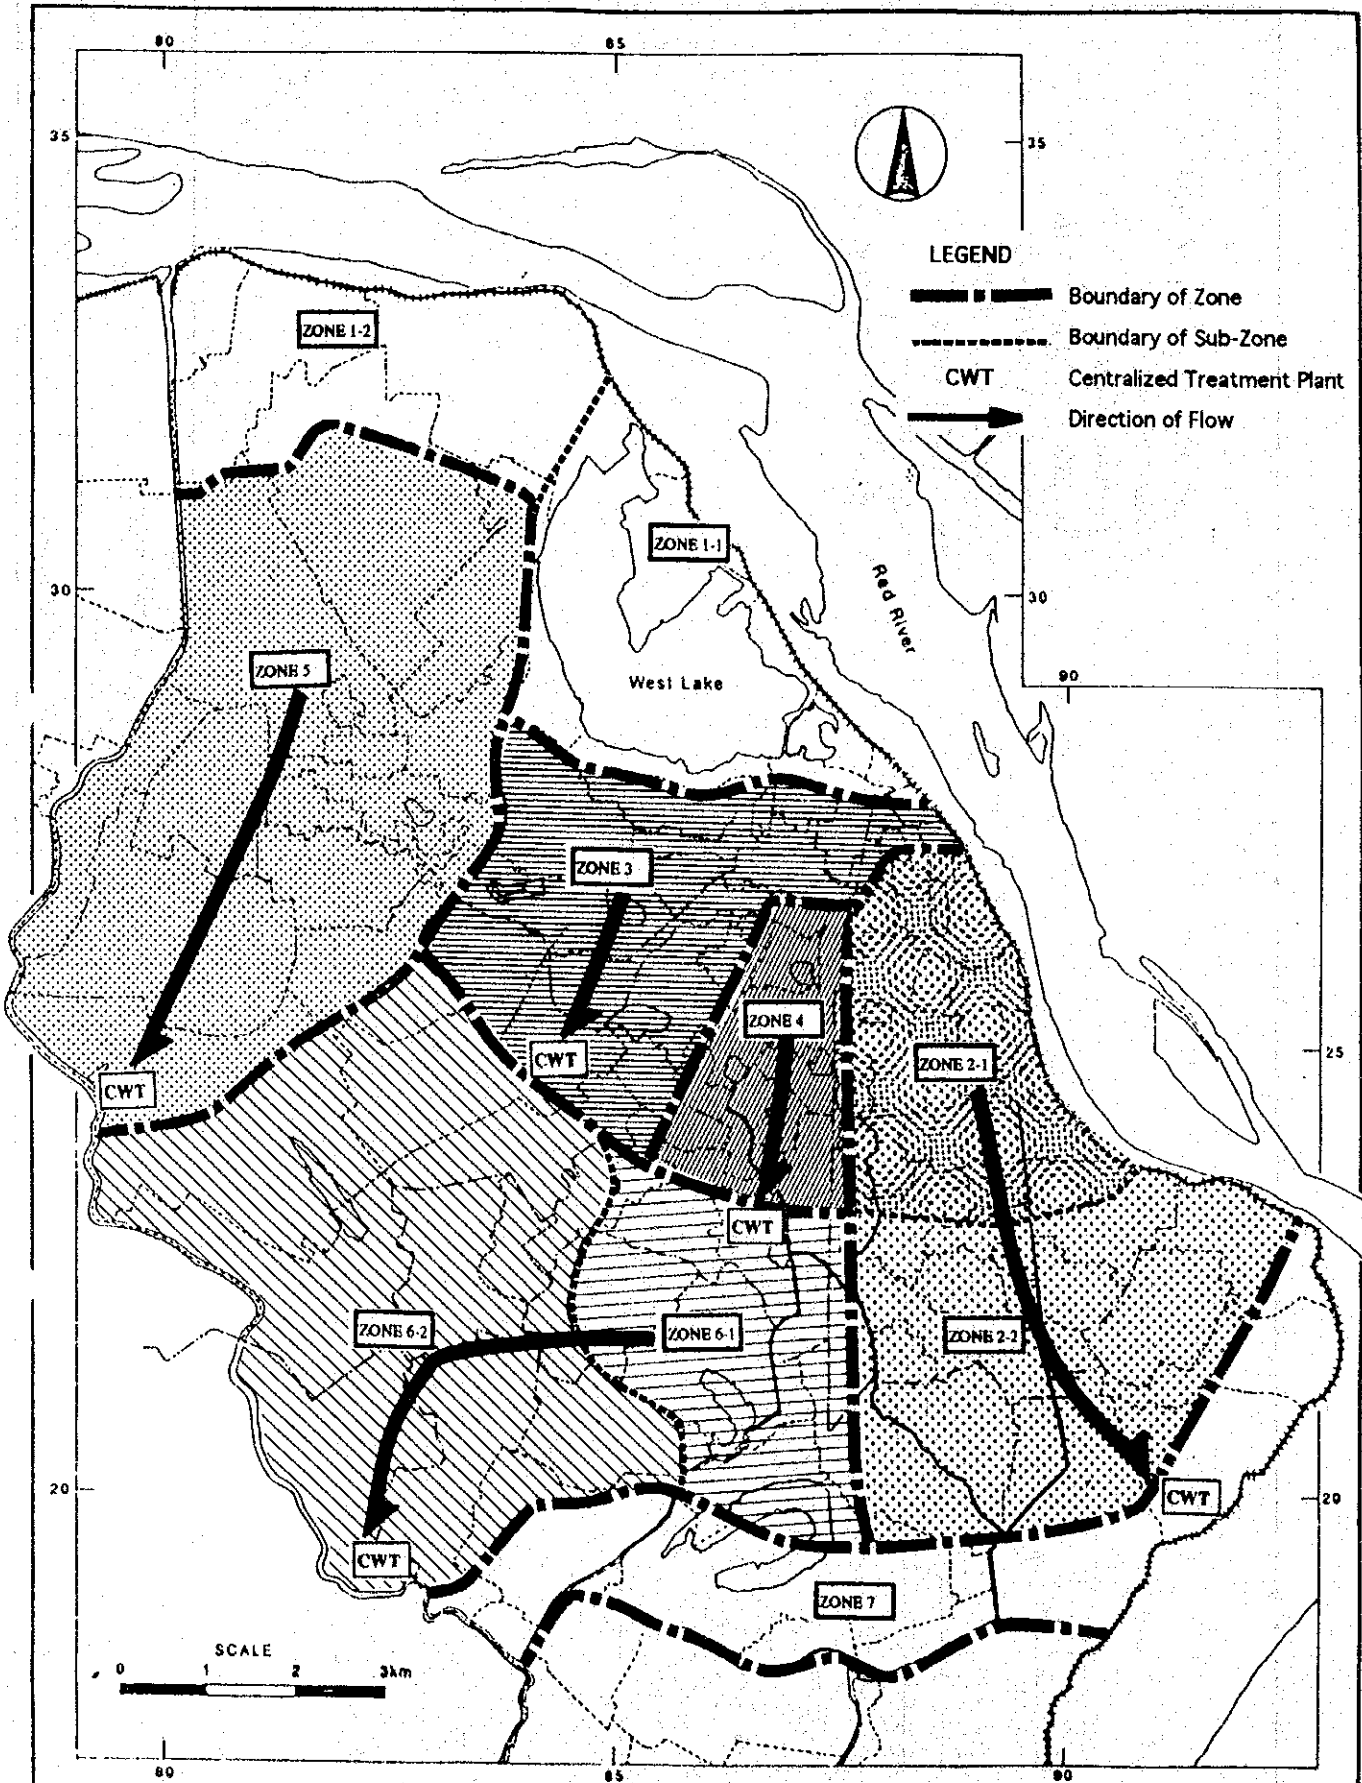 80 85
35 35
LEGEND
Boundary of Zone
Boundary of Sub-Zone
CWT Centralized Treatment Plant
Direction of Flow
ZONE 1-2
ZONE 1-1
30 30
Red River
ZONE 5
West Lake
90
ZONE 3
ZONE 4
25
CWT
ZONE 2-1
CWT
CWT
ZONE 6-2
ZONE 6-1
ZONE 2-2
20 20
CWT
CWT
ZONE 7
SCALE
0 1 2 3km
80 85 90